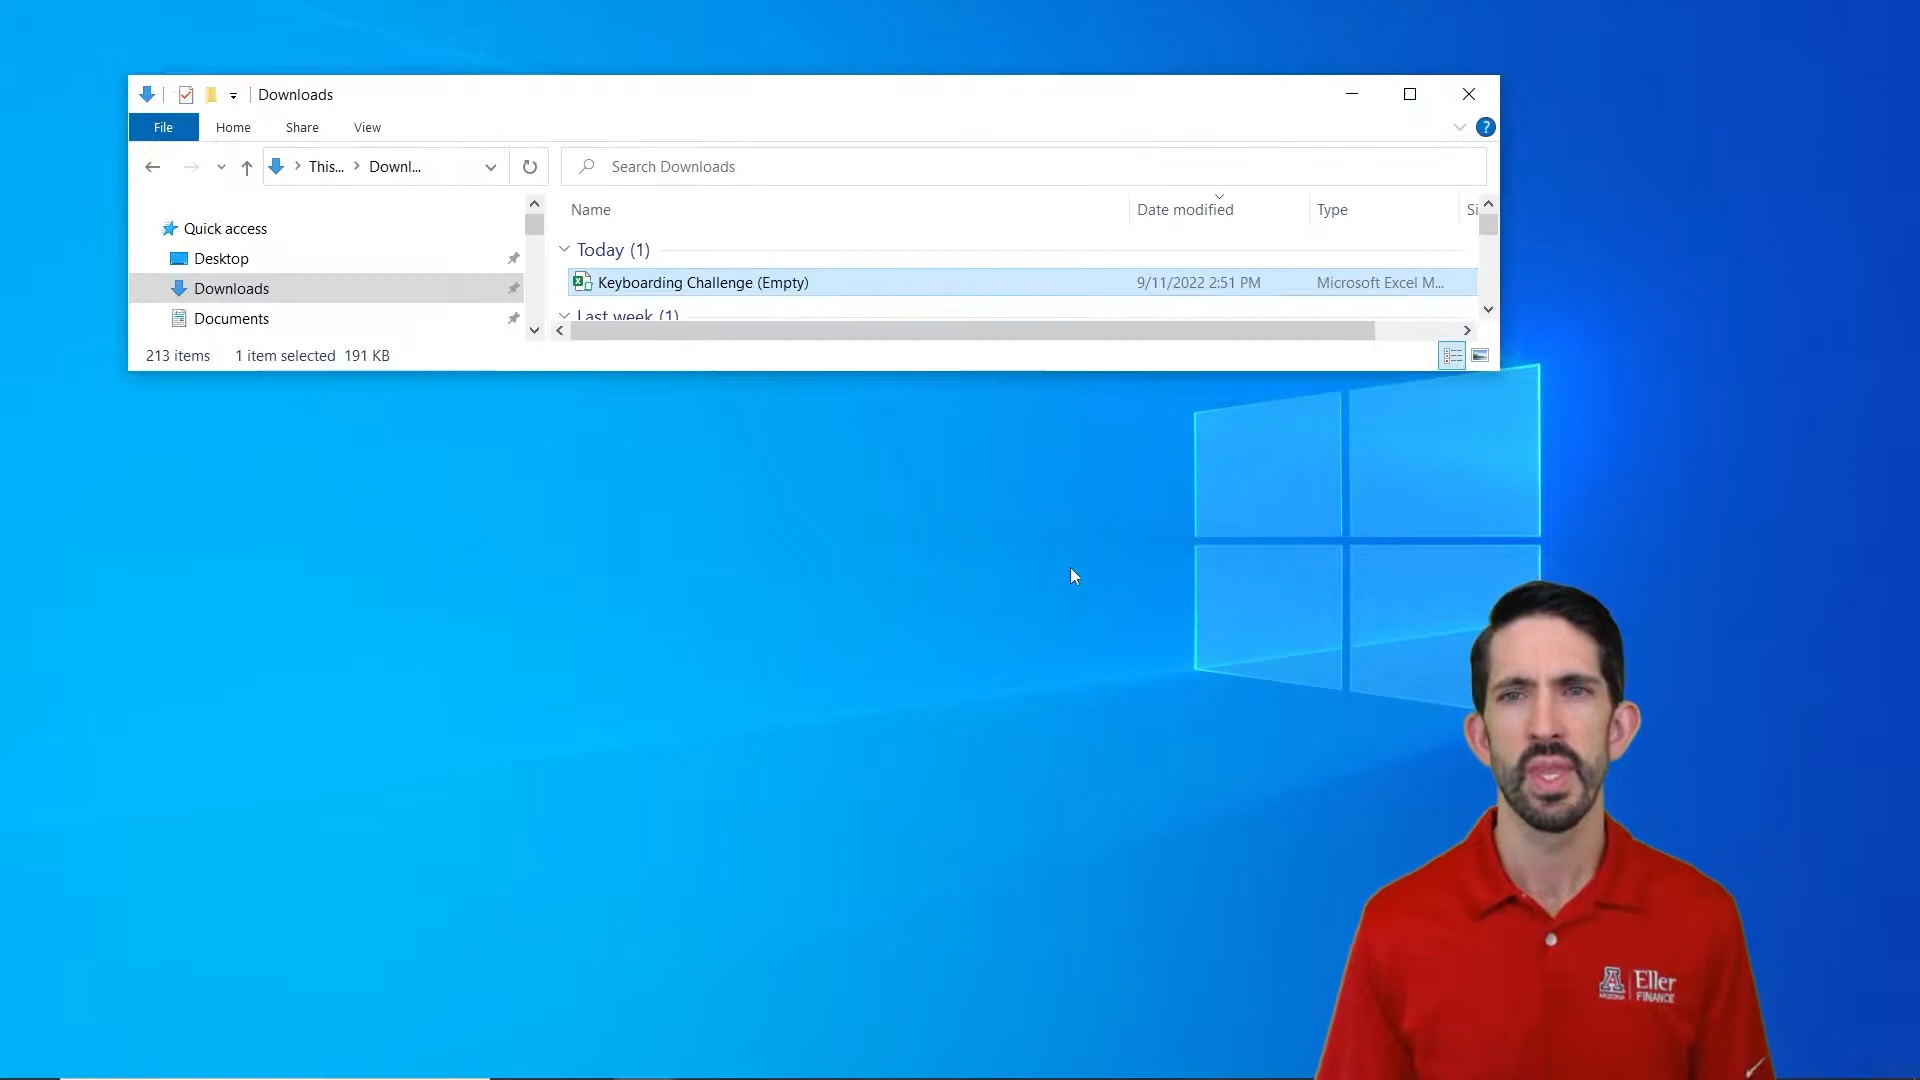 Downloads
File Home Share View
?
This... Downl...
Search Downloads
Name Date modified Type Si
Quick access
Desktop
Downloads
Documents
Today (1)
Keyboarding Challenge (Empty) 9/11/2022 2:51 PM Microsoft Excel M...
Last week (1)
213 items 1 item selected 191 KB
A Eller
ARIZONA FINANCE